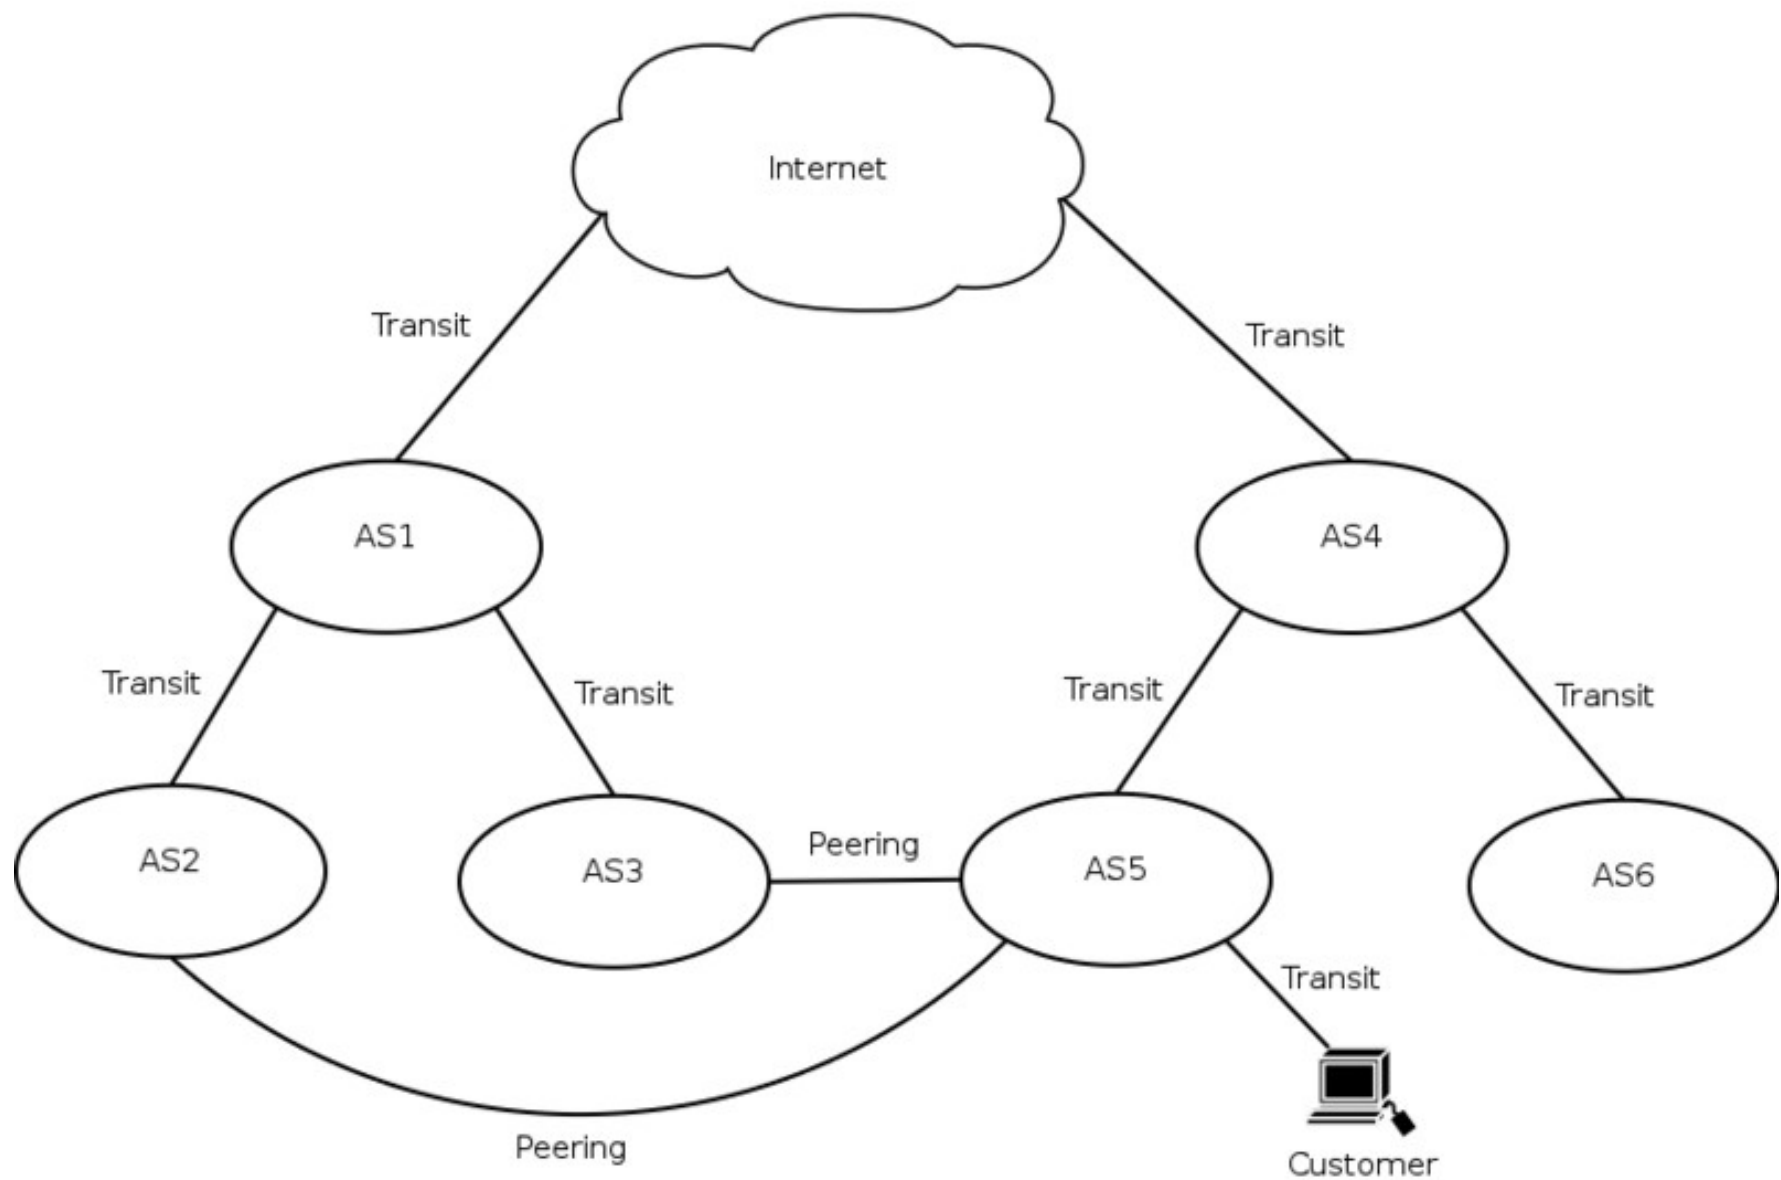 Internet
Transit
Transit
AS1
AS4
Transit
Transit
Transit
Transit
AS2
AS3
Peering
AS5
AS6
Transit
Peering
Customer